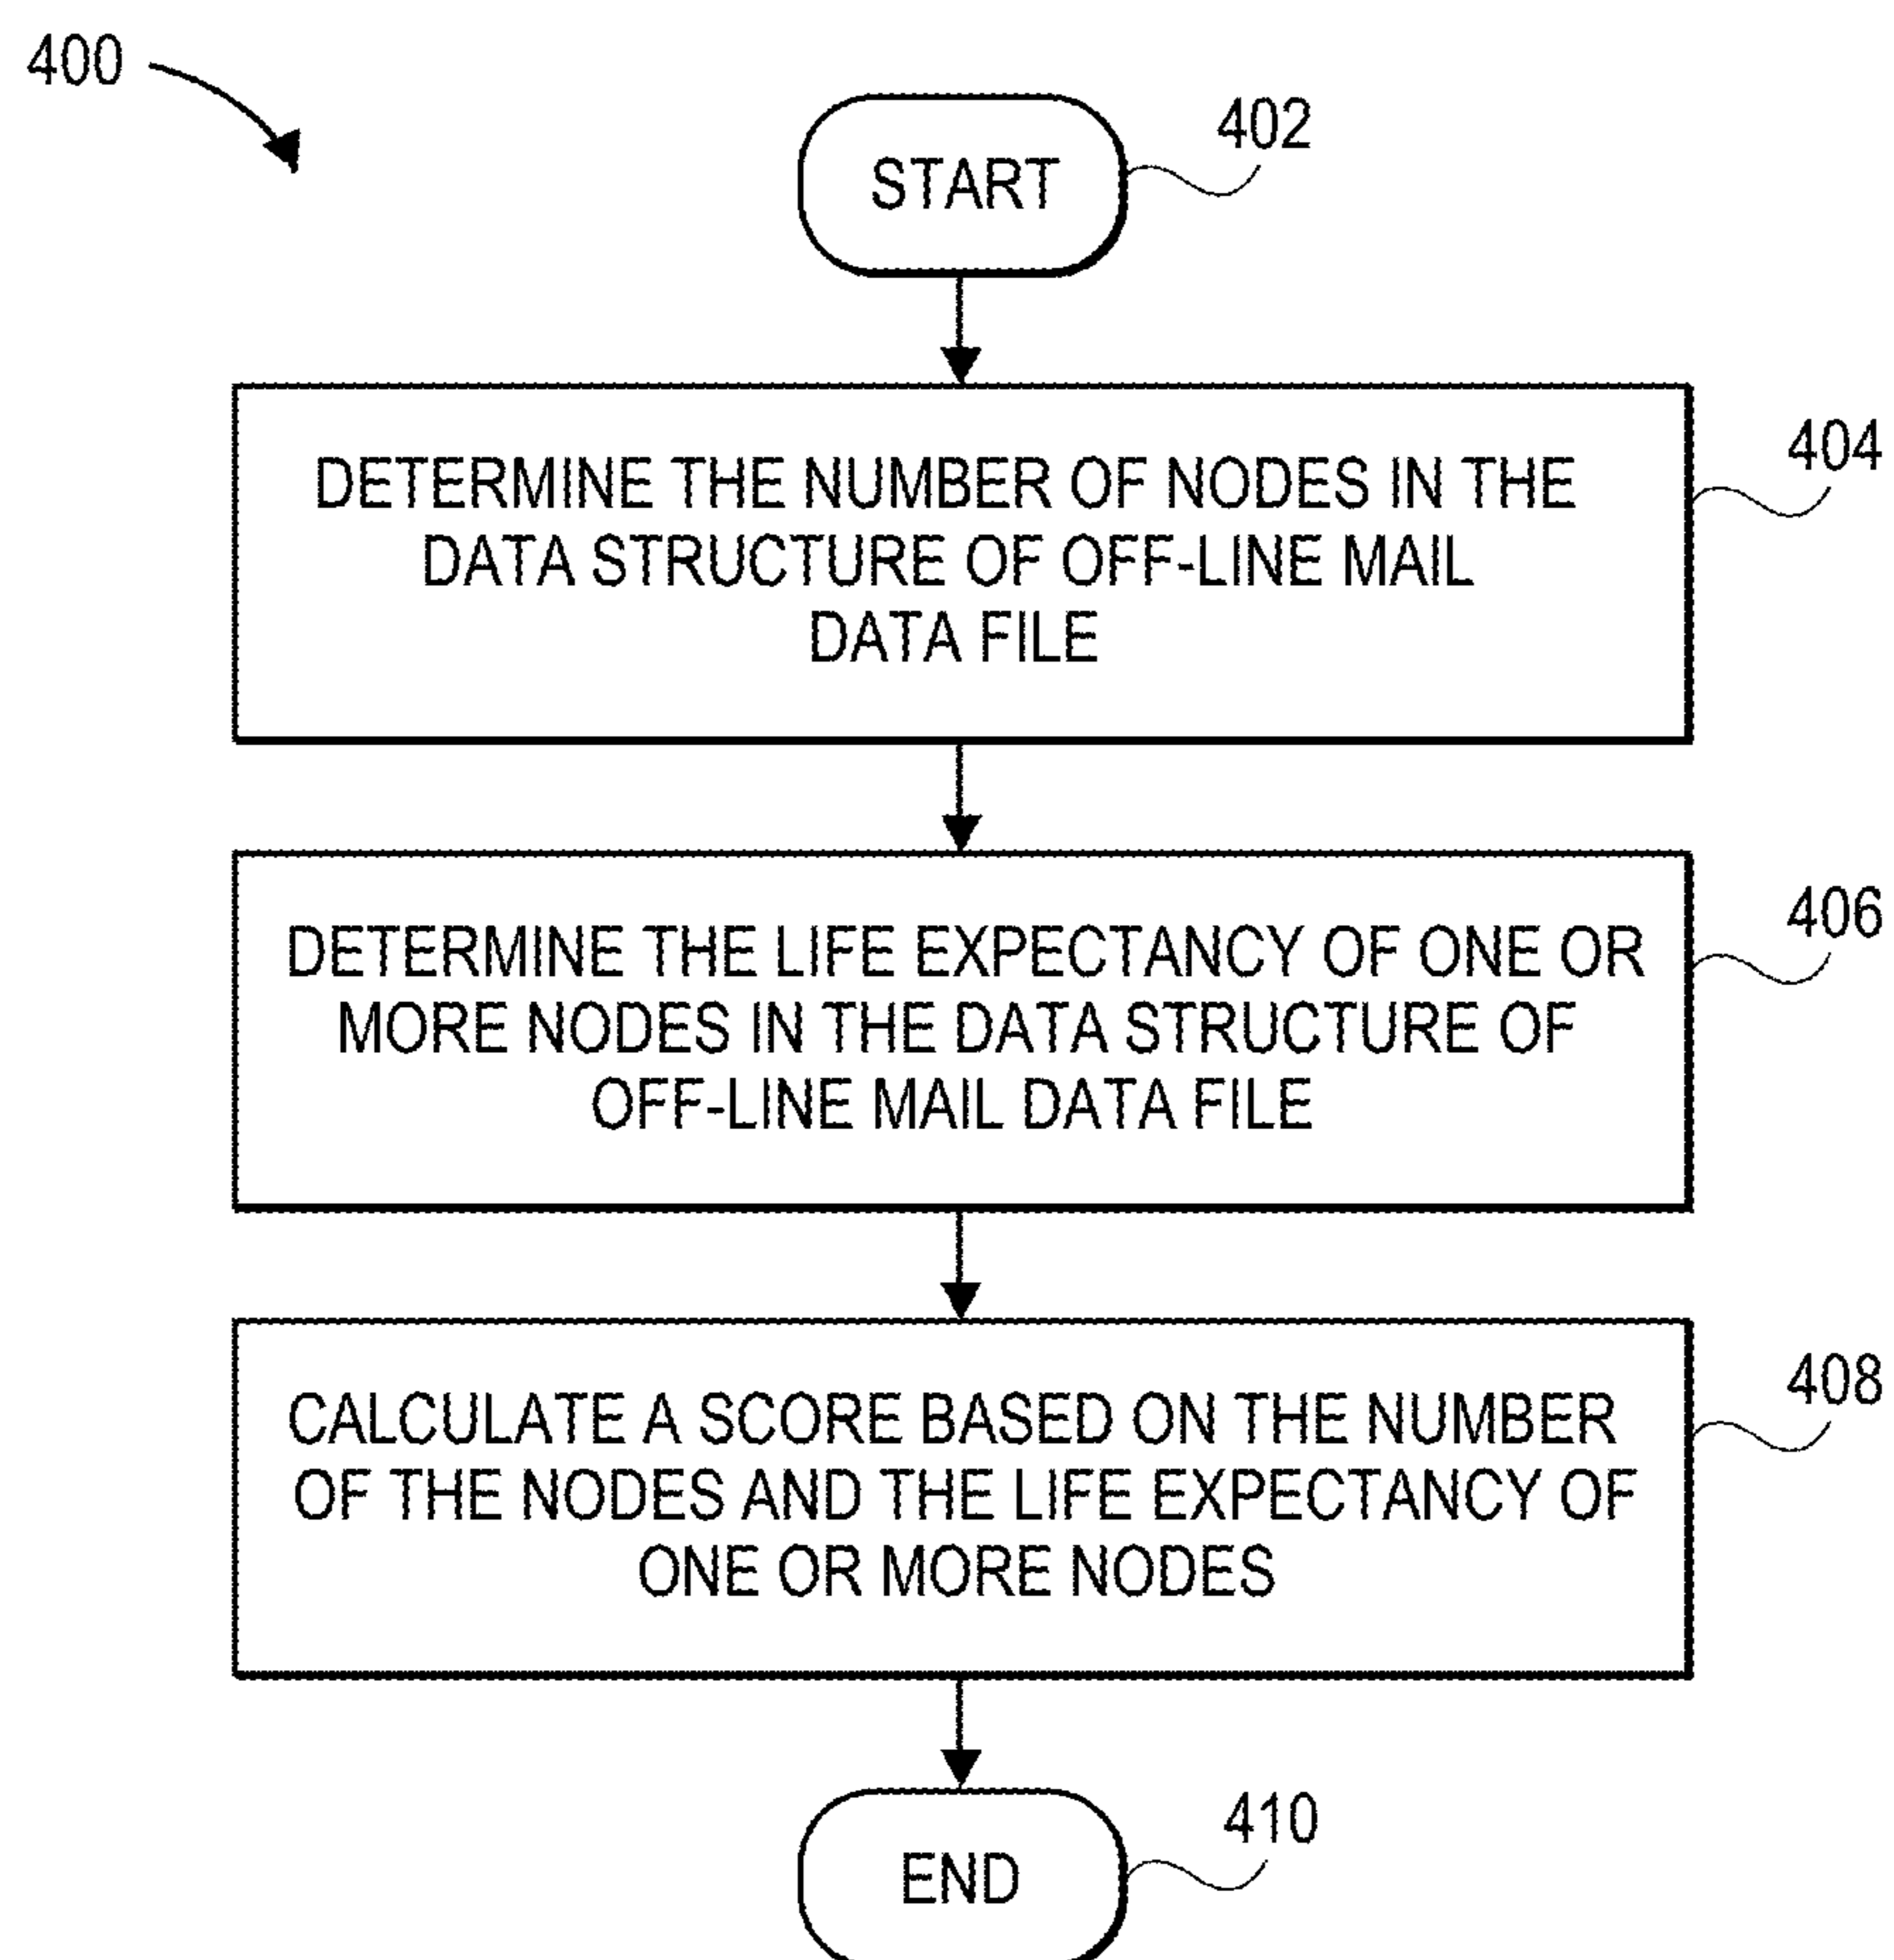 400
402
START
404
DETERMINE THE NUMBER OF NODES IN THE
DATA STRUCTURE OF OFF-LINE MAIL
DATA FILE
406
DETERMINE THE LIFE EXPECTANCY OF ONE OR
MORE NODES IN THE DATA STRUCTURE OF
OFF-LINE MAIL DATA FILE
408
CALCULATE A SCORE BASED ON THE NUMBER
OF THE NODES AND THE LIFE EXPECTANCY OF
ONE OR MORE NODES
410
END